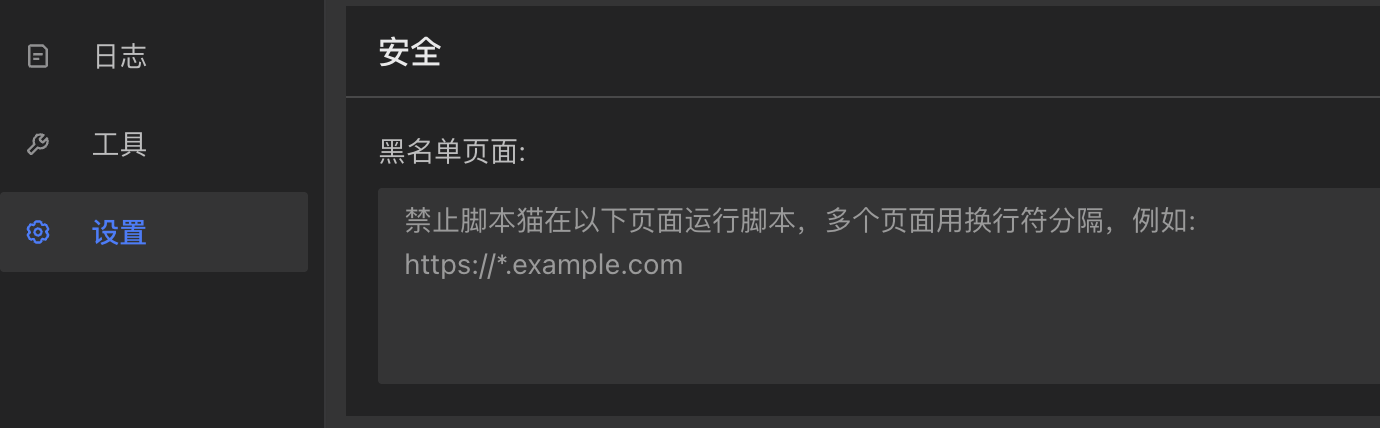 日志
工具
设置
安全
黑名单页面:
禁止脚本猫在以下页面运行脚本，多个页面用换行符分隔，例如:
https://*.example.com